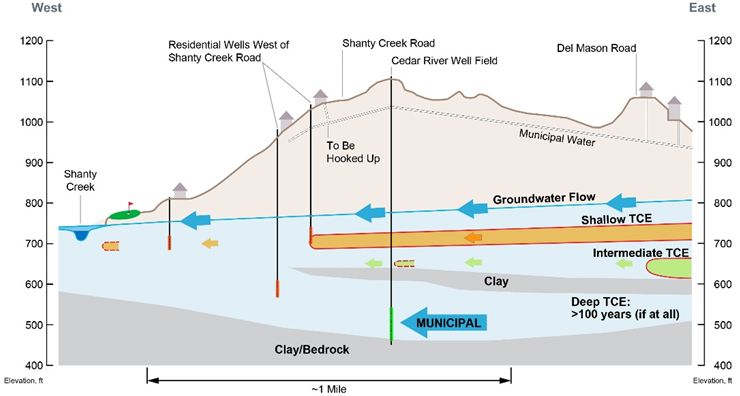 West
East
1200
1100
1000
900
800
700
600
500
400
Elevation, ft
1200
1100
1000
900
800
700
600
500
400
Elevation, ft
Residential Wells West of
Shanty Creek Road
Shanty Creek Road
Cedar River Well Field
Del Mason Road
To Be
Hooked Up
Municipal Water
Shanty
Creek
Groundwater Flow
Shallow TCE
Intermediate TCE
Clay
Deep TCE:
>100 years (if at all)
MUNICIPAL
Clay/Bedrock
~1 Mile